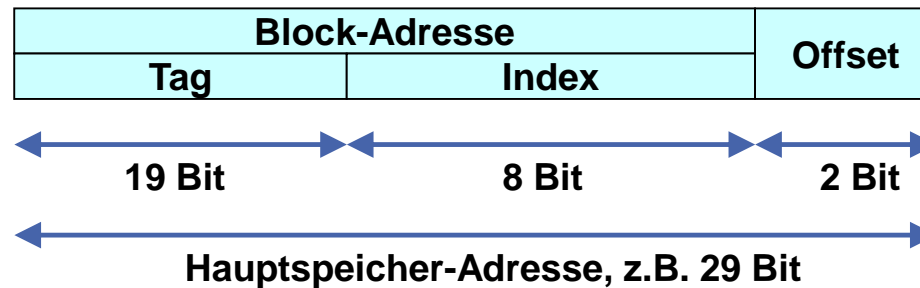 Block-Adresse
Offset
Tag
Index
19 Bit
8 Bit
2 Bit
Hauptspeicher-Adresse, z.B. 29 Bit